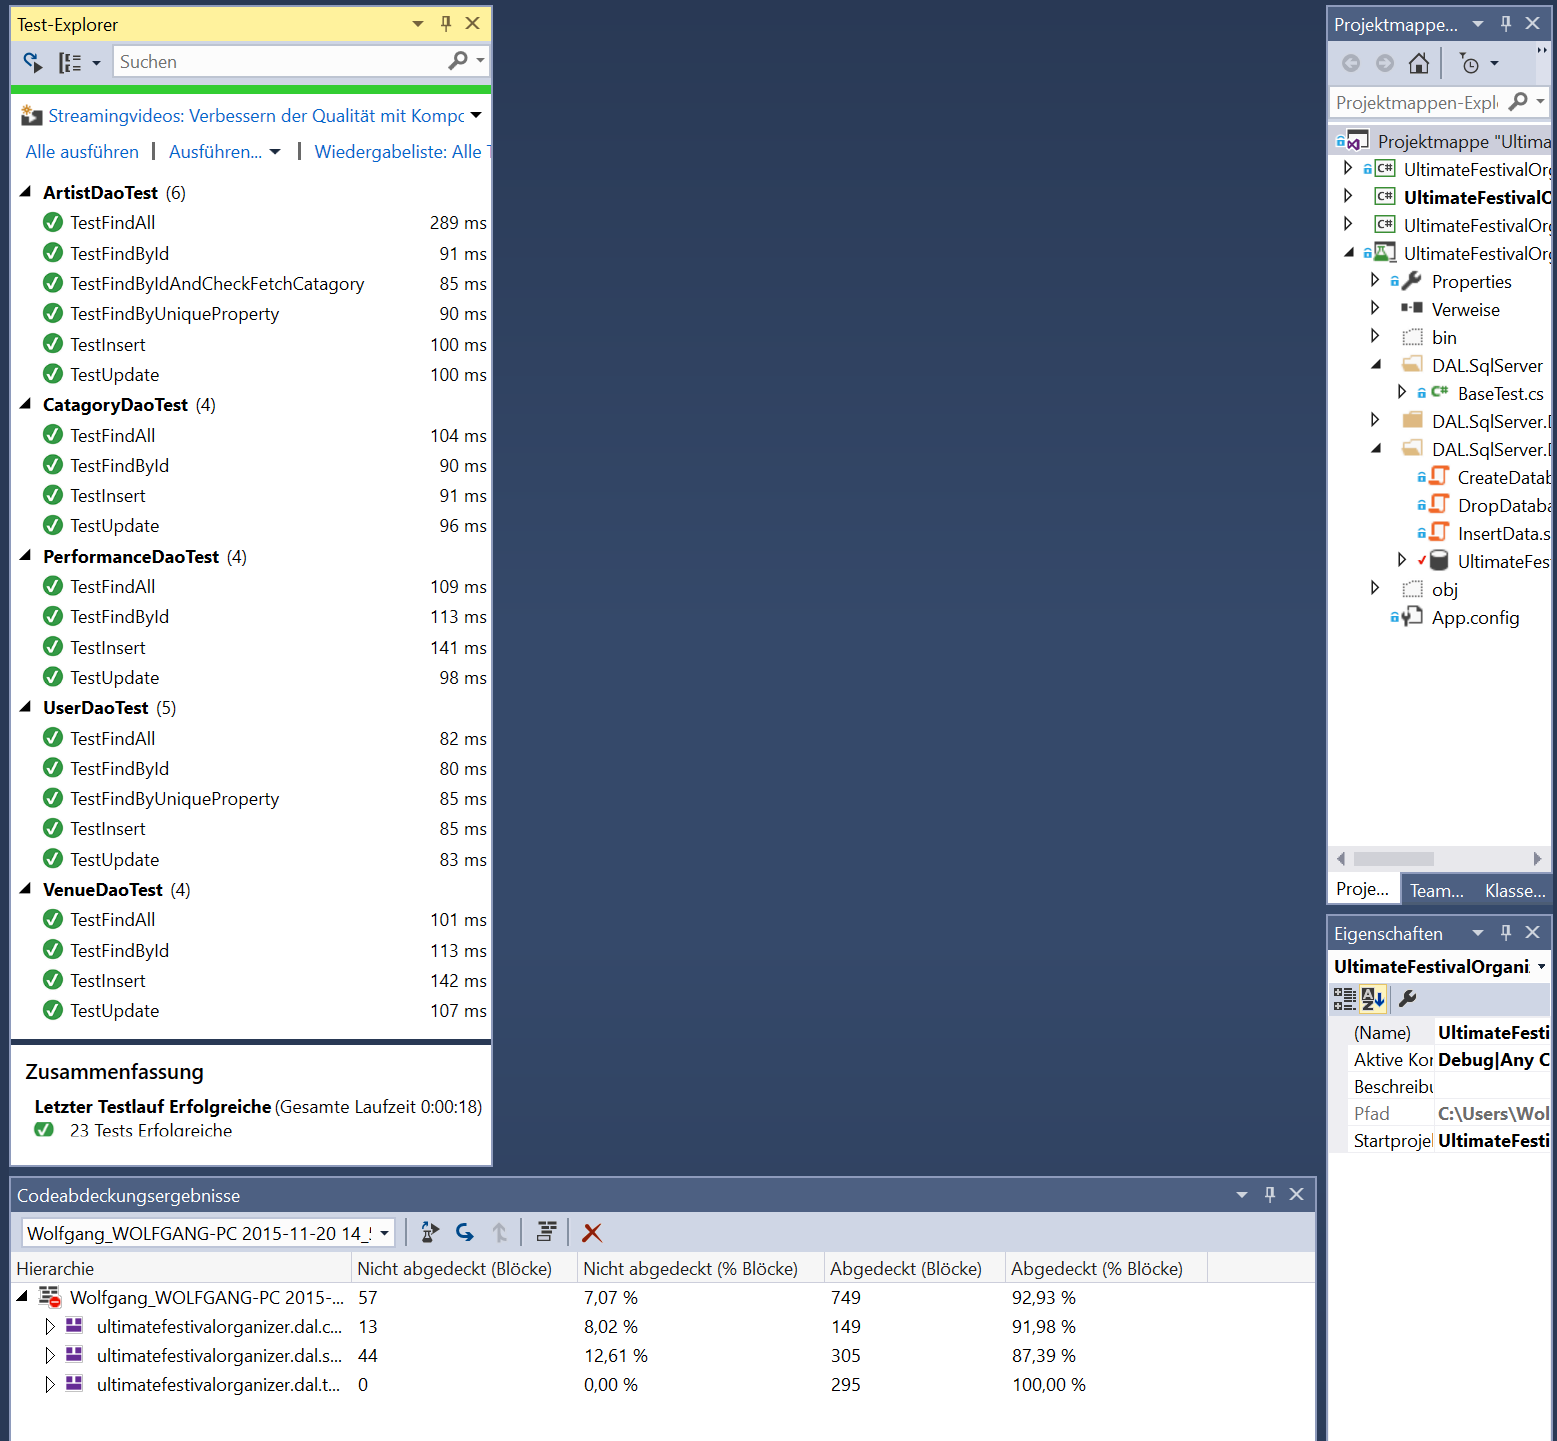 Test-Explorer
Suchen
Streamingvideos: Verbessern der Qualität mit Kompo
Alle ausführen | Ausführen... | Wiedergabeliste: Alle T
ArtistDaoTest (6)
TestFindAll 289 ms
TestFindById 91 ms
TestFindByIdAndCheckFetchCatagory 85 ms
TestFindByUniqueProperty 90 ms
TestInsert 100 ms
TestUpdate 100 ms
CatagoryDaoTest (4)
TestFindAll 104 ms
TestFindById 90 ms
TestInsert 91 ms
TestUpdate 96 ms
PerformanceDaoTest (4)
TestFindAll 109 ms
TestFindById 113 ms
TestInsert 141 ms
TestUpdate 98 ms
UserDaoTest (5)
TestFindAll 82 ms
TestFindById 80 ms
TestFindByUniqueProperty 85 ms
TestInsert 85 ms
TestUpdate 83 ms
VenueDaoTest (4)
TestFindAll 101 ms
TestFindById 113 ms
TestInsert 142 ms
TestUpdate 107 ms
Zusammenfassung
Letzter Testlauf Erfolgreiche (Gesamte Laufzeit 0:00:18)
23 Tests Erfolgreiche
Codeabdeckungsergebnisse
Wolfgang_WOLFGANG-PC 2015-11-20 14_5
Hierarchie Nicht abgedeckt (Blöcke) Nicht abgedeckt (% Blöcke) Abgedeckt (Blöcke) Abgedeckt (% Blöcke)
Wolfgang_WOLFGANG-PC 2015-... 57 7,07 % 749 92,93 %
ultimatefestivalorganizer.dal.c... 13 8,02 % 149 91,98 %
ultimatefestivalorganizer.dal.s... 44 12,61 % 305 87,39 %
ultimatefestivalorganizer.dal.t... 0 0,00 % 295 100,00 %
Projektmappe...
Projektmappen-Explo
Projektmappe "Ultima
UltimateFestivalOrg
UltimateFestivalO
UltimateFestivalOrg
UltimateFestivalOrg
Properties
Verweise
bin
DAL.SqlServer
BaseTest.cs
DAL.SqlServer.D
DAL.SqlServer.D
CreateDatab
DropDataba
InsertData.s
UltimateFes
obj
App.config
Proje... Team... Klasse...
Eigenschaften
UltimateFestivalOrgani
(Name) UltimateFesti
Aktive Kon Debug|Any C
Beschreibu
Pfad C:\Users\Wol
Startprojel UltimateFesti